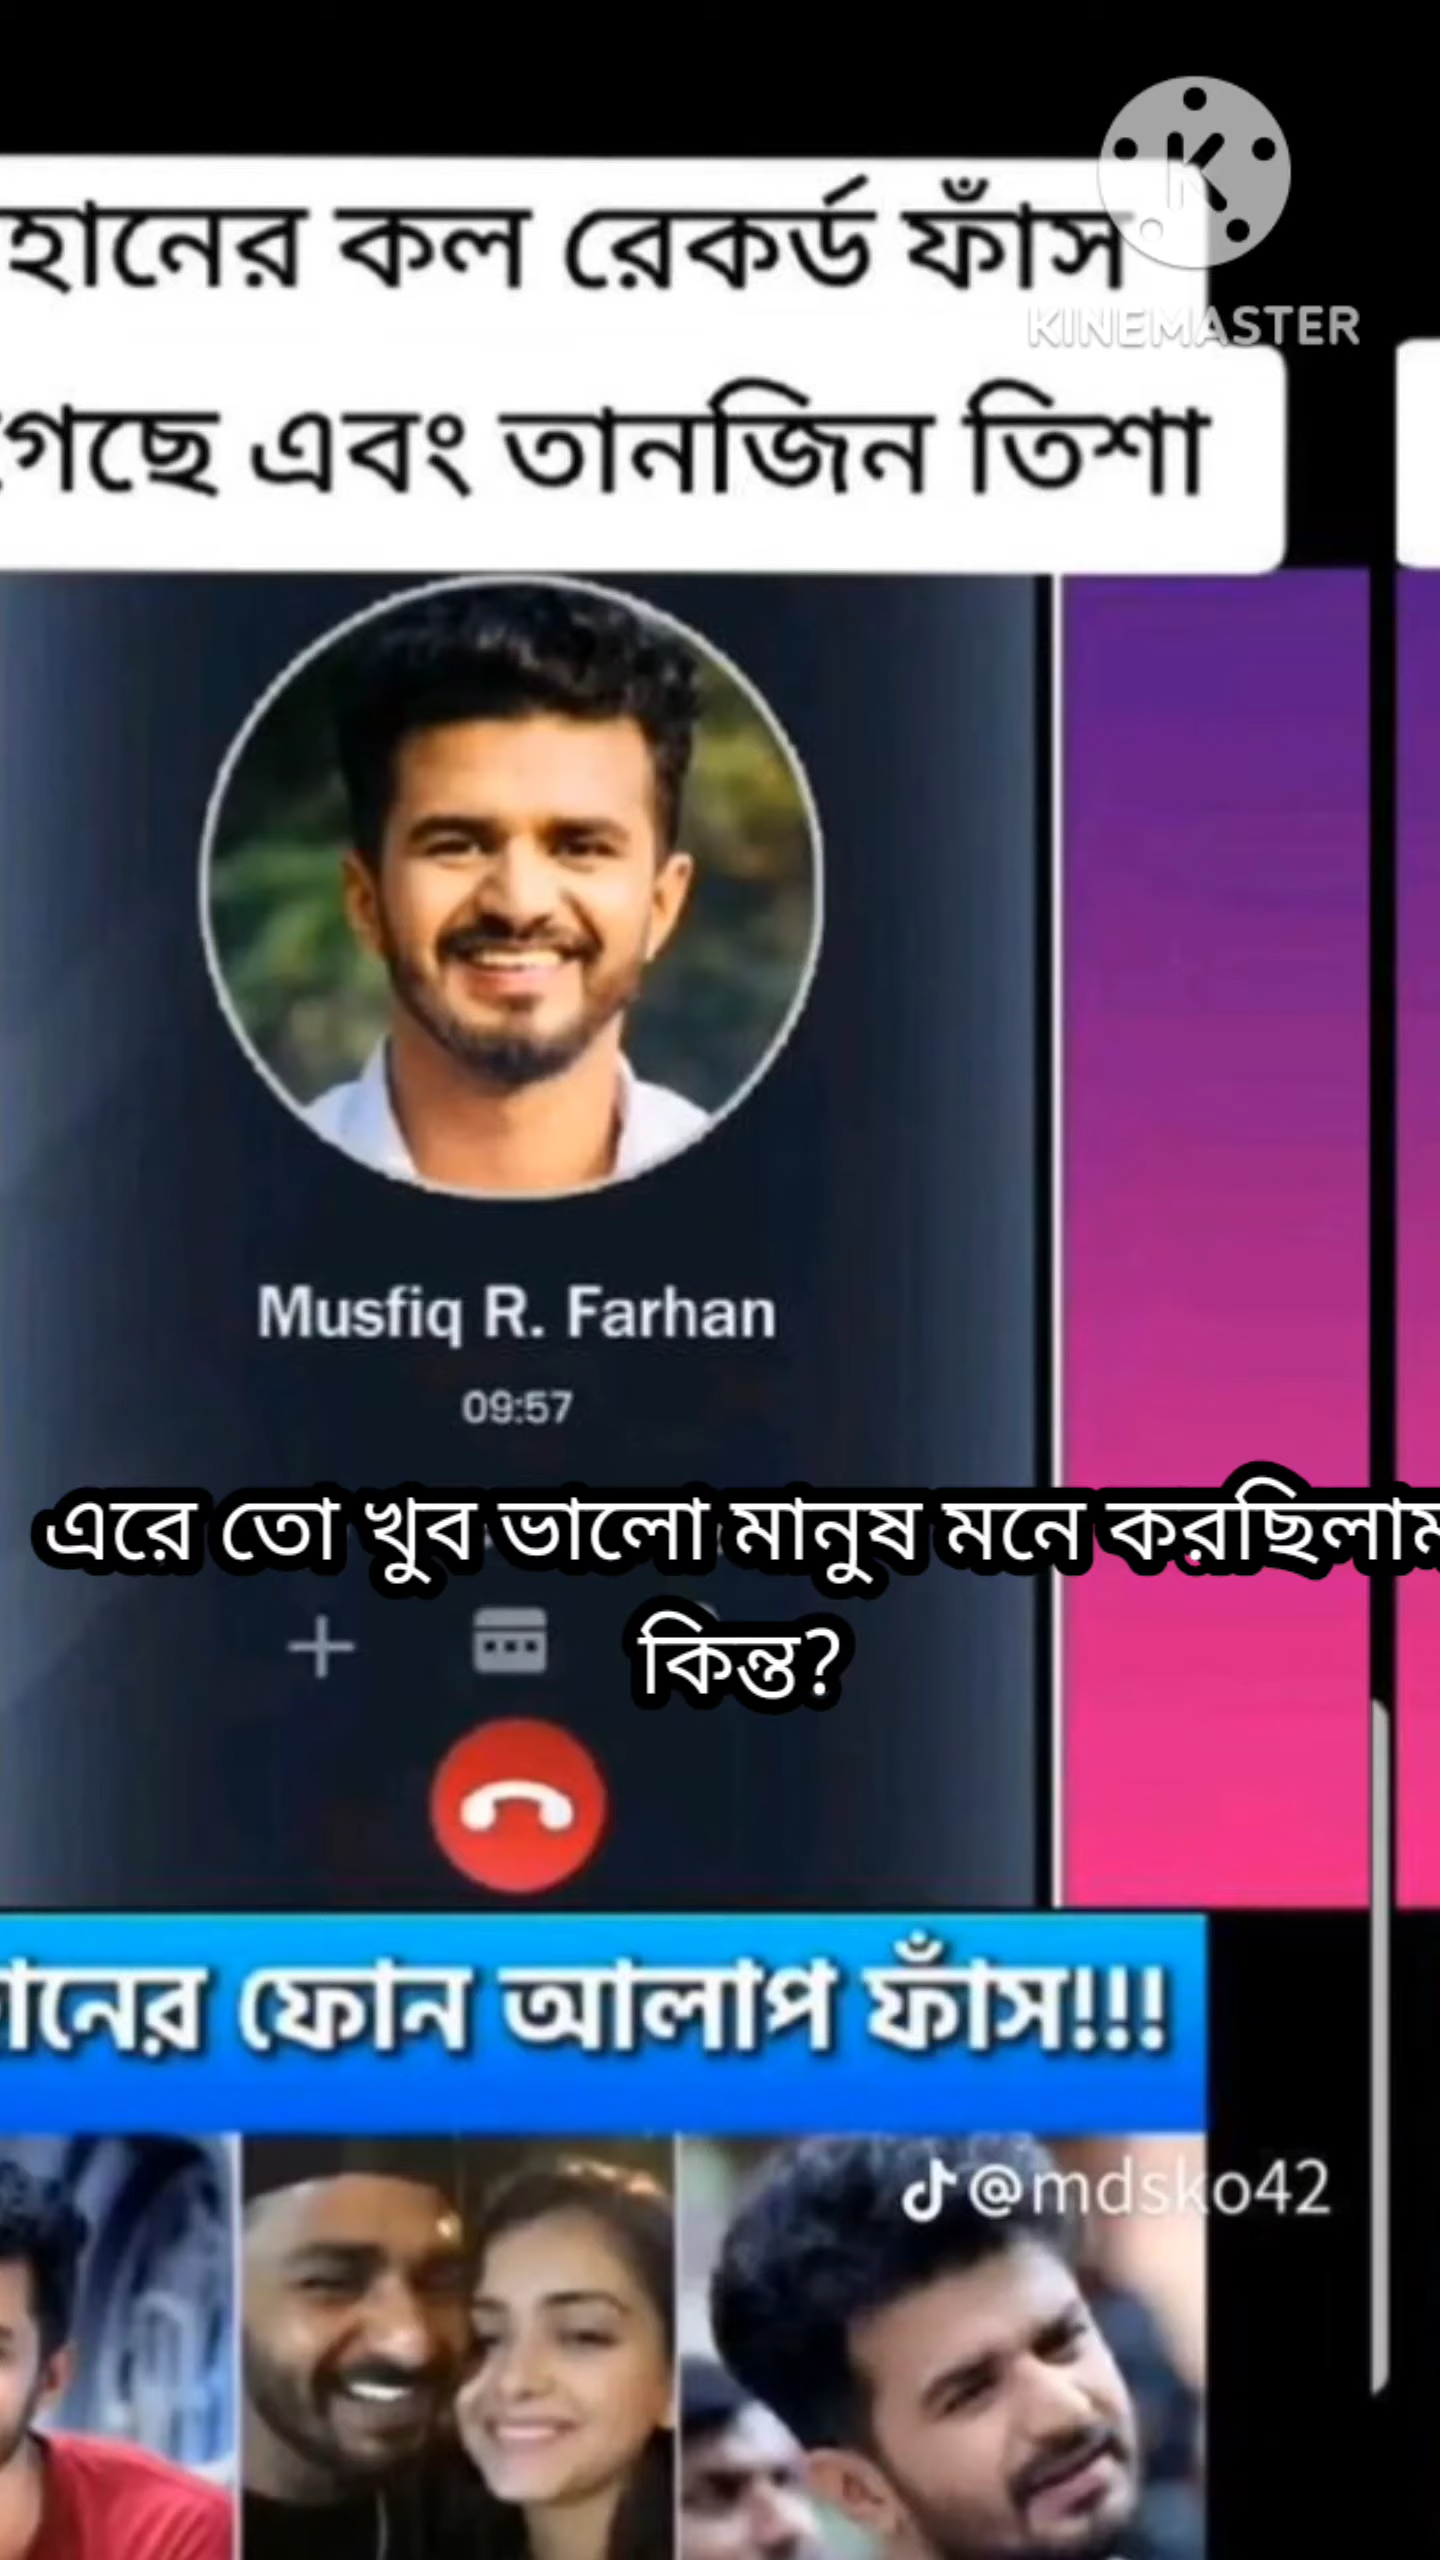 হানের কল রেকর্ড ফাঁস
KINEMASTER
গেছে এবং তানজিন তিশা
Musfiq R. Farhan
09:57
এরে তো খুব ভালো মানুষ মনে করছিলাম
কিন্ত?
ানের ফোন আলাপ ফাঁস!!!
@mdsko42